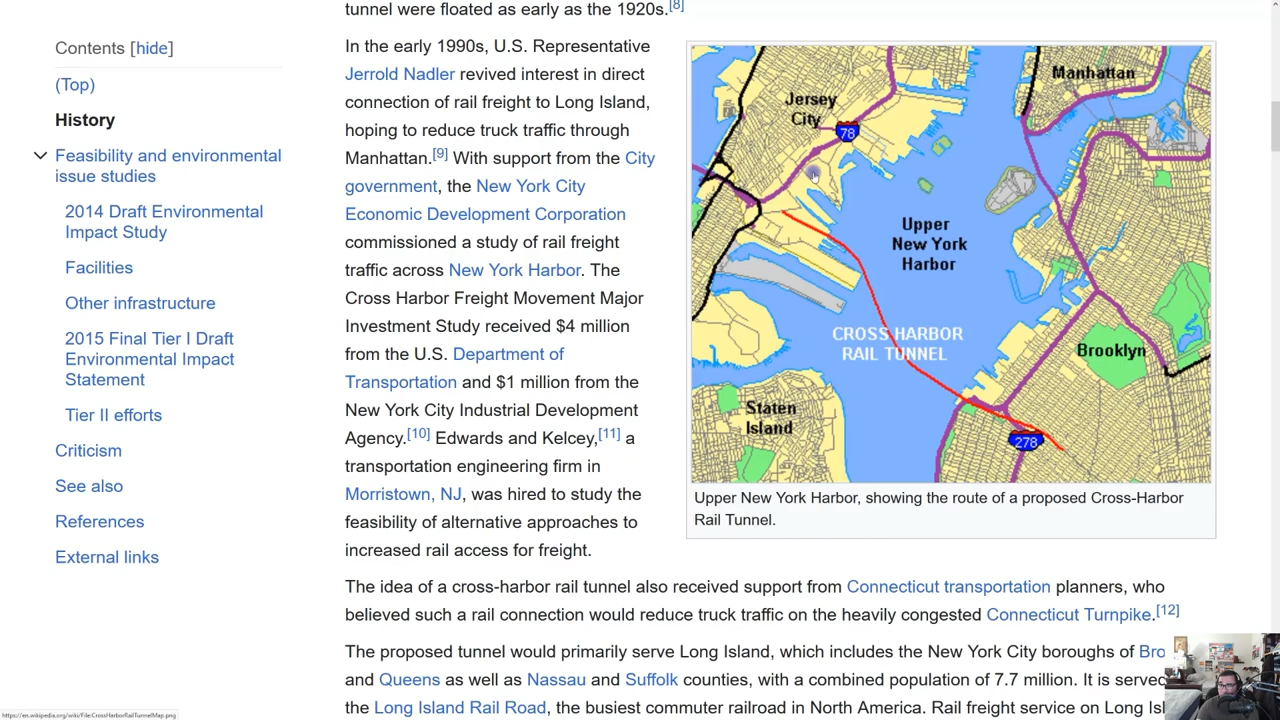 tunnel were floated as early as the 1920s.[8]
Contents [hide]
(Top)
History
Feasibility and environmental
issue studies
2014 Draft Environmental
Impact Study
Facilities
Other infrastructure
2015 Final Tier I Draft
Environmental Impact
Statement
Tier II efforts
Criticism
See also
References
External links
In the early 1990s, U.S. Representative
Jerrold Nadler revived interest in direct
connection of rail freight to Long Island,
hoping to reduce truck traffic through
Manhattan.[9] With support from the City
government, the New York City
Economic Development Corporation
commissioned a study of rail freight
traffic across New York Harbor. The
Cross Harbor Freight Movement Major
Investment Study received $4 million
from the U.S. Department of
Transportation and $1 million from the
New York City Industrial Development
Agency.[10] Edwards and Kelcey,[11] a
transportation engineering firm in
Morristown, NJ, was hired to study the
feasibility of alternative approaches to
increased rail access for freight.
Manhattan
Jersey
City
78
Upper
New York
Harbor
CROSS HARBOR
RAIL TUNNEL
Brooklyn
Staten
Island
278
Upper New York Harbor, showing the route of a proposed Cross-Harbor
Rail Tunnel.
The idea of a cross-harbor rail tunnel also received support from Connecticut transportation planners, who
believed such a rail connection would reduce truck traffic on the heavily congested Connecticut Turnpike.[12]
The proposed tunnel would primarily serve Long Island, which includes the New York City boroughs of Bro
and Queens as well as Nassau and Suffolk counties, with a combined population of 7.7 million. It is served
the Long Island Rail Road, the busiest commuter railroad in North America. Rail freight service on Long Isl
https://en.wikipedia.org/wiki/File:CrossHarborRailTunnelMap.png